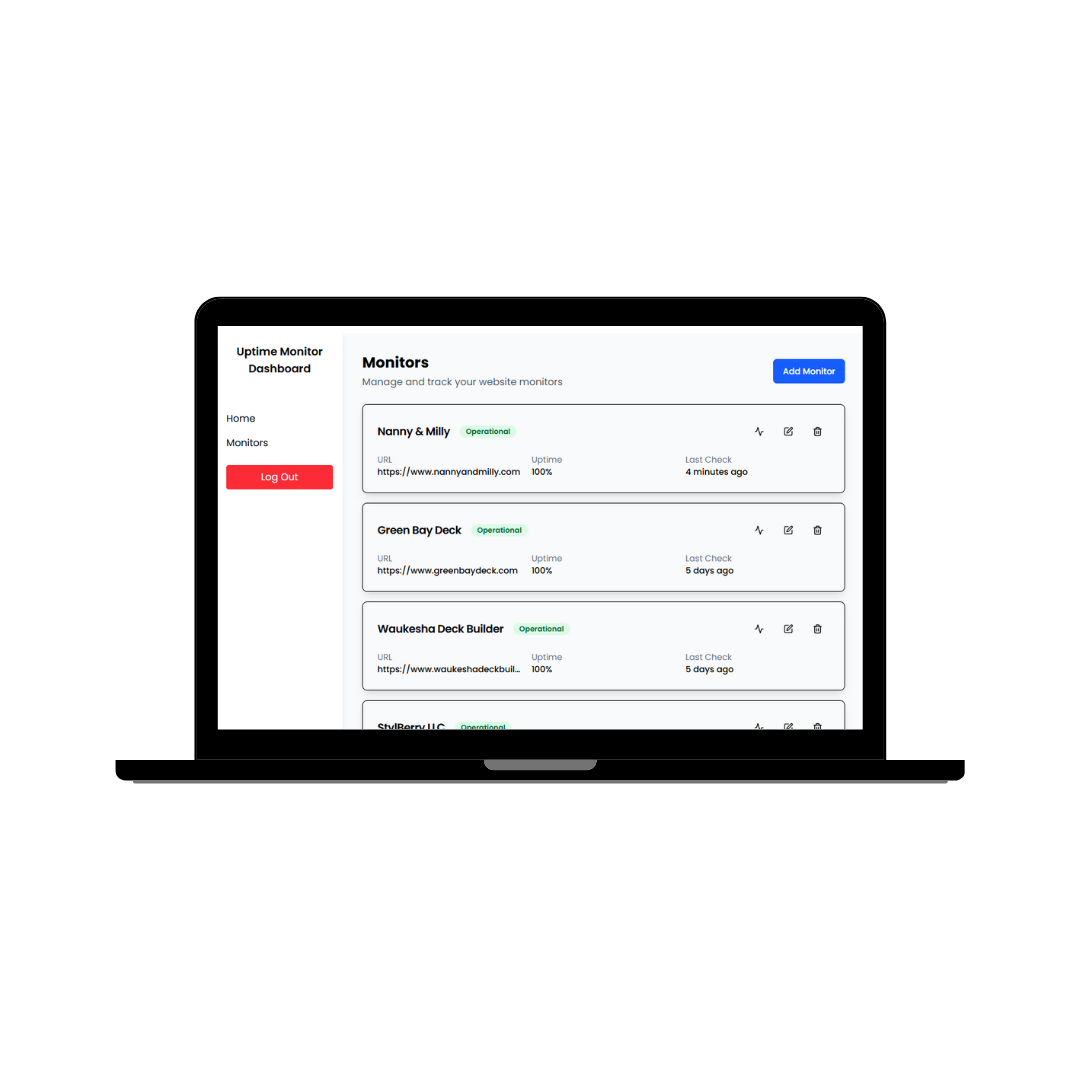 Uptime Monitor
Dashboard
Home
Monitors
Log Out
Monitors
Manage and track your website monitors
Add Monitor
Nanny & Milly Operational
URL Uptime Last Check
https://www.nannyandmilly.com 100% 4 minutes ago
Green Bay Deck Operational
URL Uptime Last Check
https://www.greenbaydeck.com 100% 5 days ago
Waukesha Deck Builder Operational
URL Uptime Last Check
https://www.waukeshadeckbuil... 100% 5 days ago
StylBerry LLC Operational